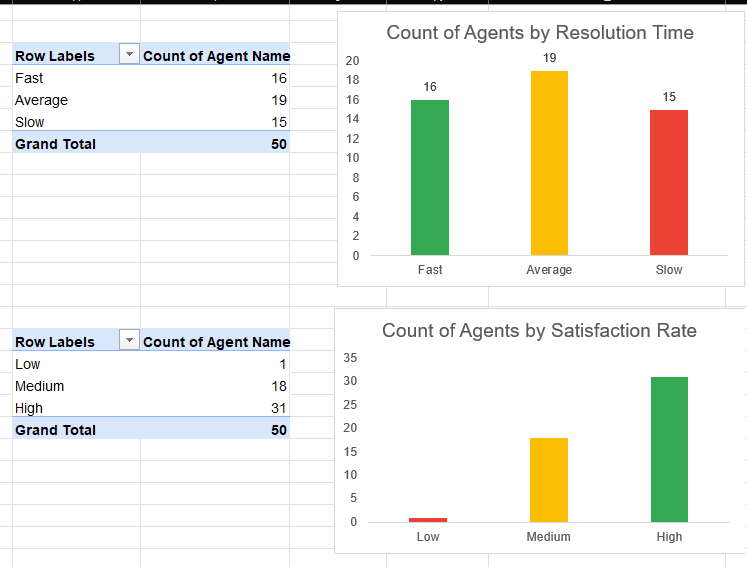 Row Labels Count of Agent Name
Fast 16
Average 19
Slow 15
Grand Total 50
Count of Agents by Resolution Time
20
18
16
14
12
10
8
6
4
2
0
16
19
15
Fast Average Slow
Row Labels Count of Agent Name
Low 1
Medium 18
High 31
Grand Total 50
Count of Agents by Satisfaction Rate
35
30
25
20
15
10
5
0
Low Medium High